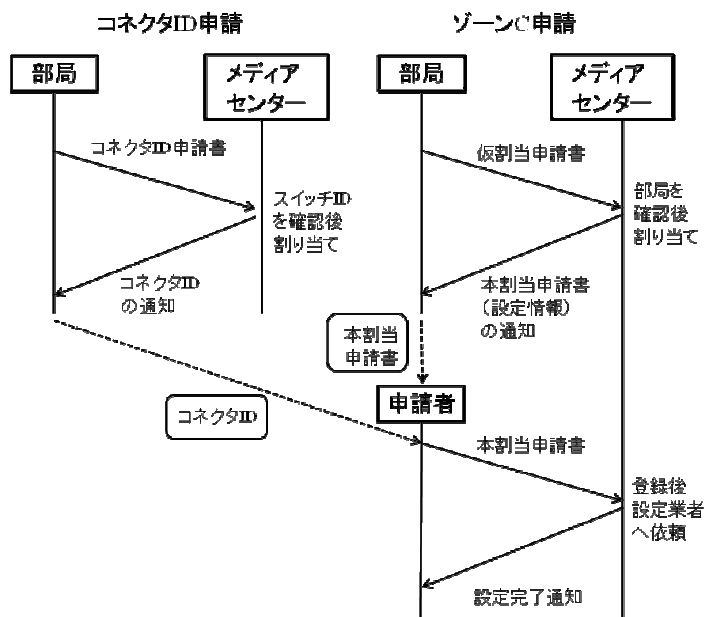 コネクタID申請
ゾーンC申請
部局
メディア
センター
部局
メディア
センター
コネクタID申請書
仮割当申請書
スイッチID
を確認後
割り当て
部局を
確認後
割り当て
コネクタID
の通知
本割当申請書
（設定情報）
の通知
本割当
申請書
申請者
コネクタID
本割当申請書
登録後
設定業者
へ依頼
設定完了通知